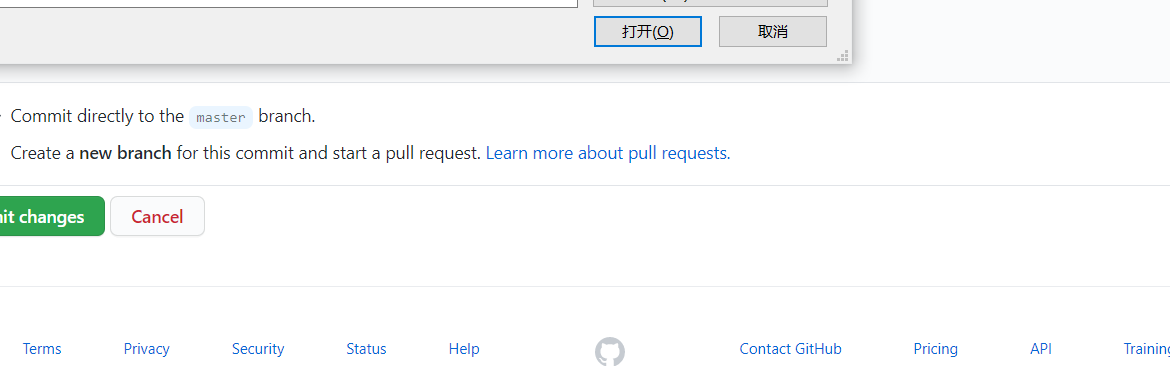 打开(O)
取消
Commit directly to the master branch.
Create a new branch for this commit and start a pull request. Learn more about pull requests.
changes
Cancel
Terms
Privacy
Security
Status
Help
Contact GitHub
Pricing
API
Training